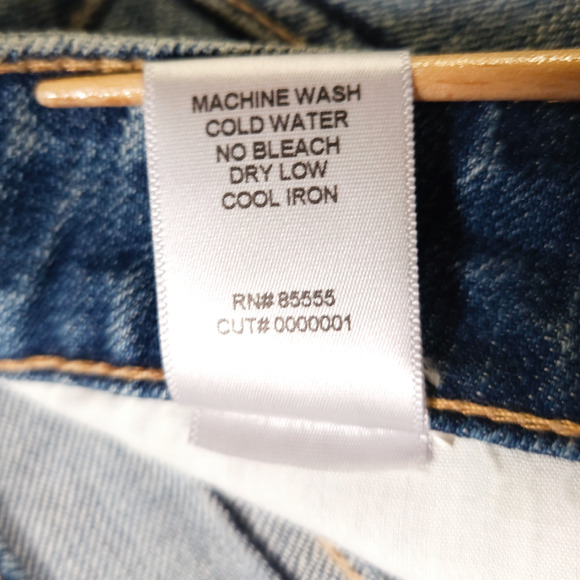 MACHINE WASH
COLD WATER
NO BLEACH
DRY LOW
COOL IRON
RN# 85555
CUT# 0000001